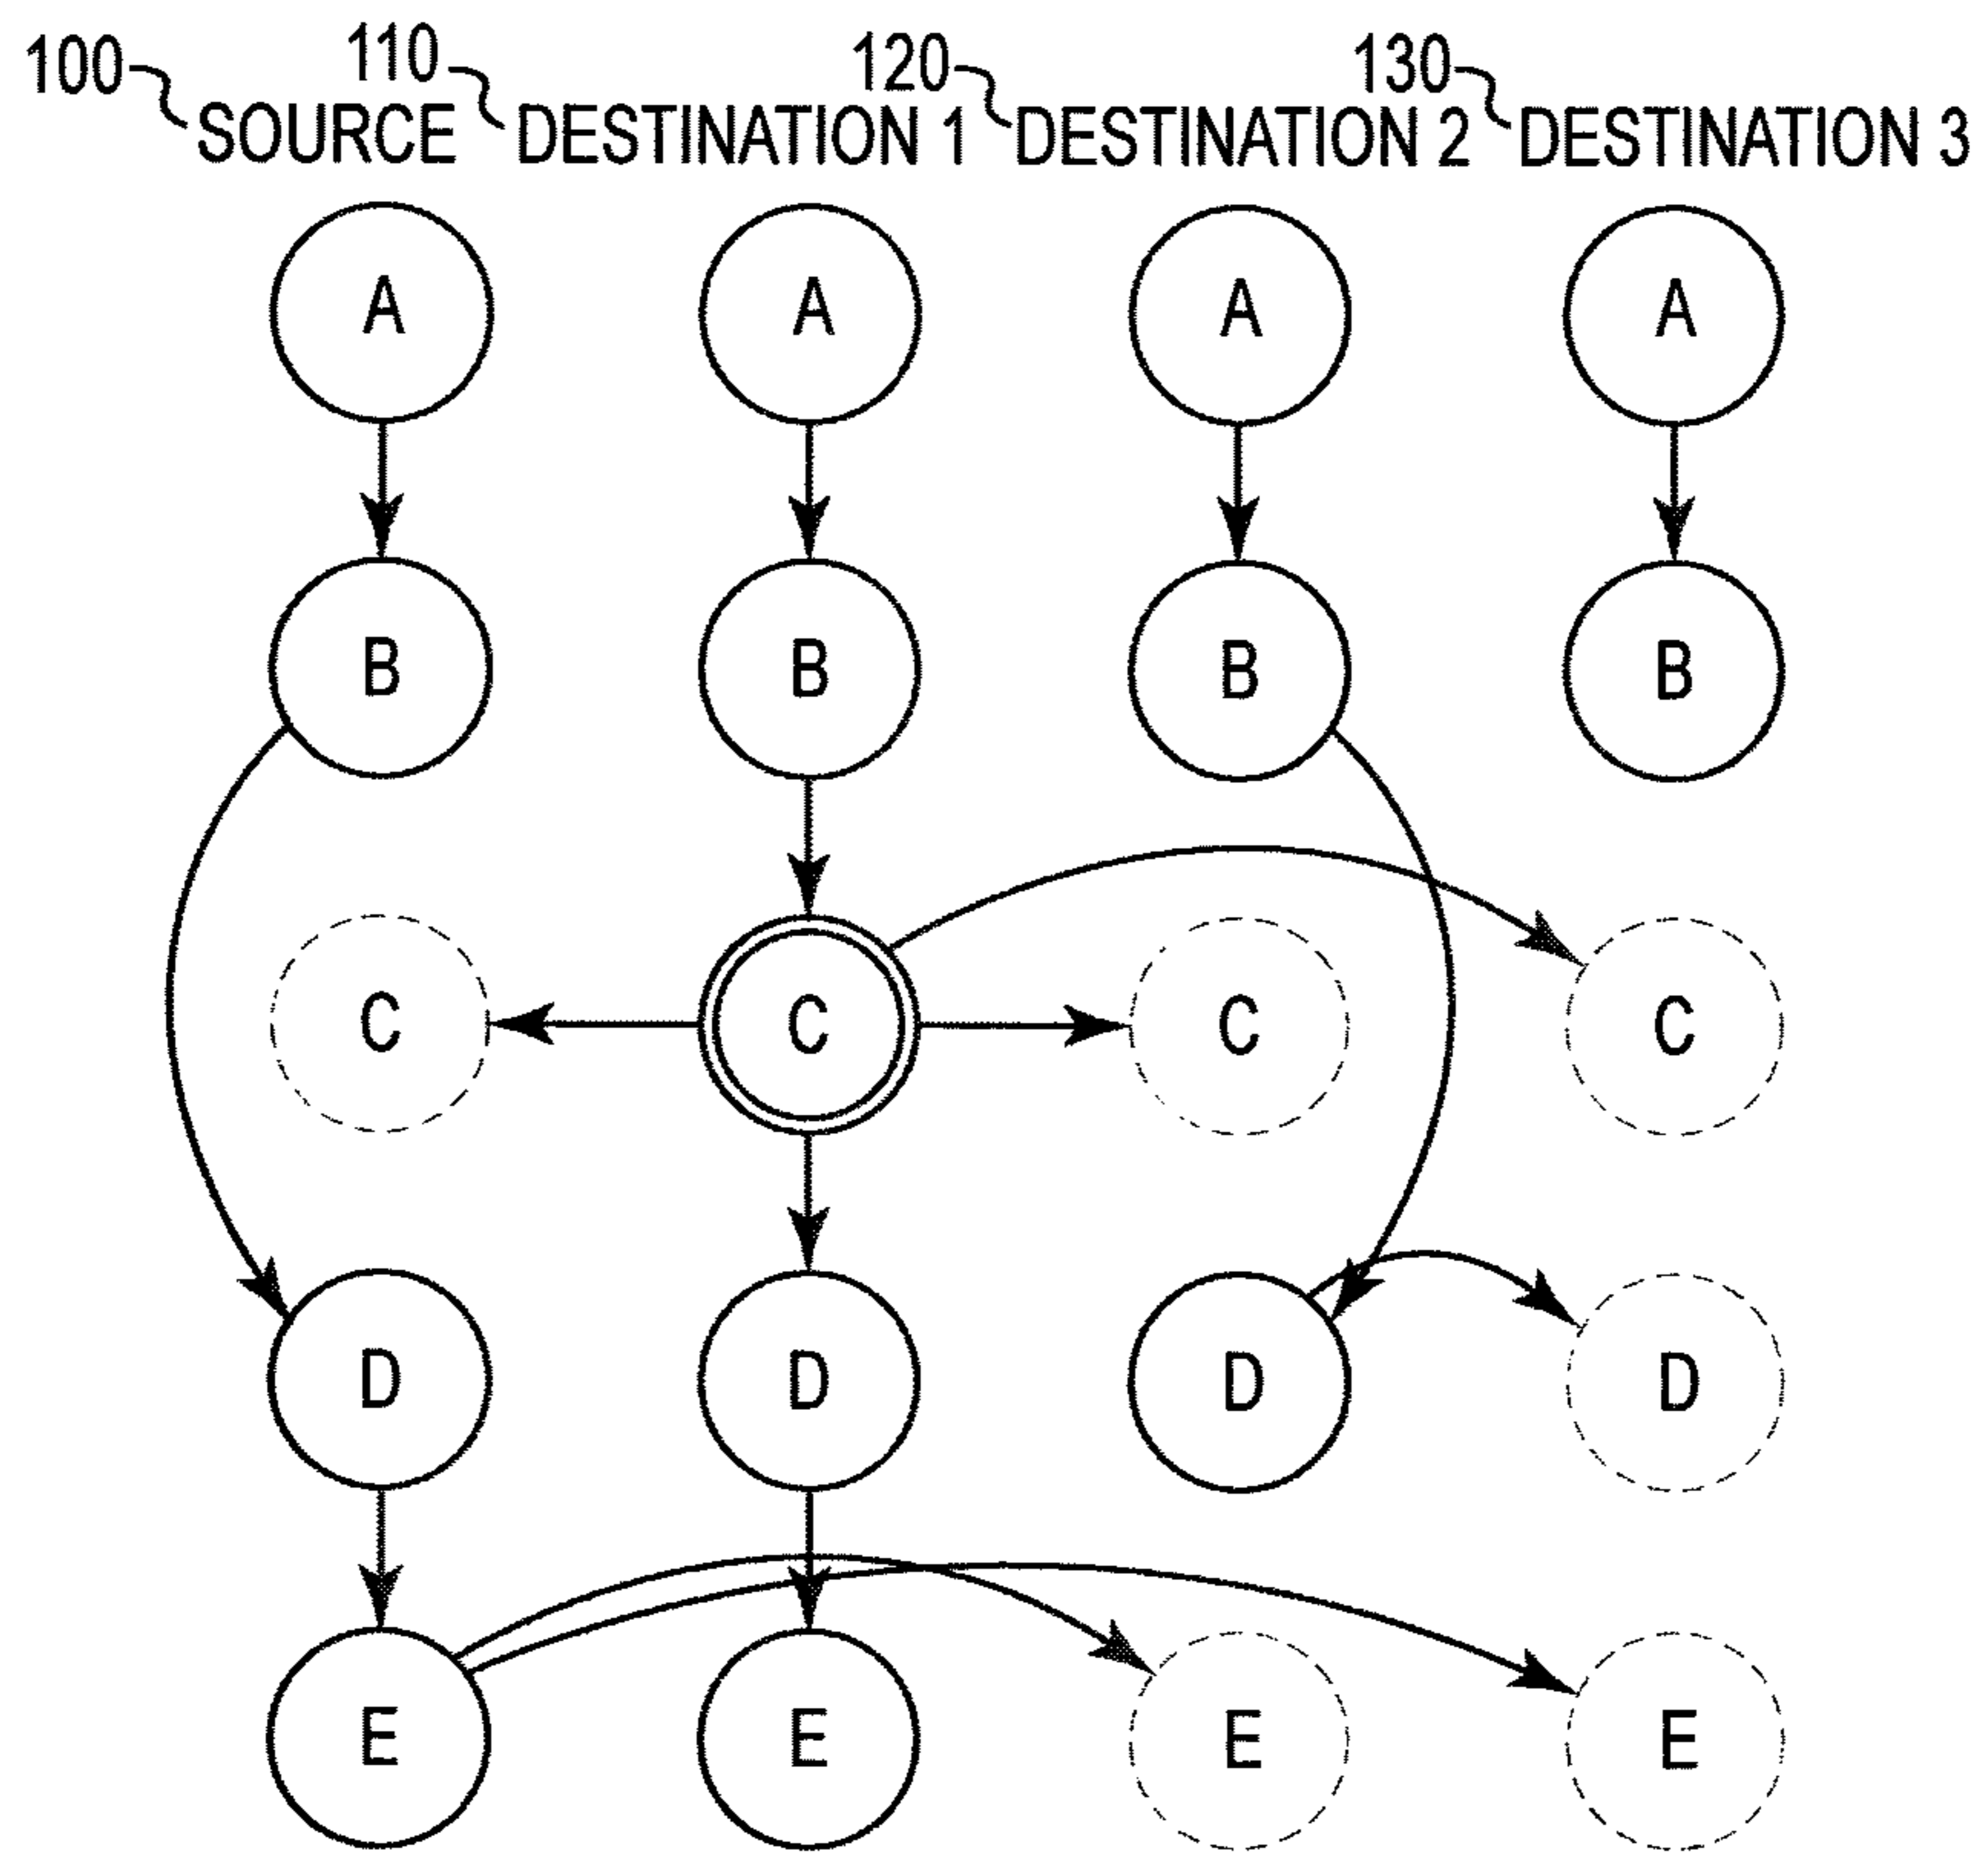 100 110 120 130
SOURCE DESTINATION 1 DESTINATION 2 DESTINATION 3
A A A A
B B B B
C C C C
D D D D
E E E E